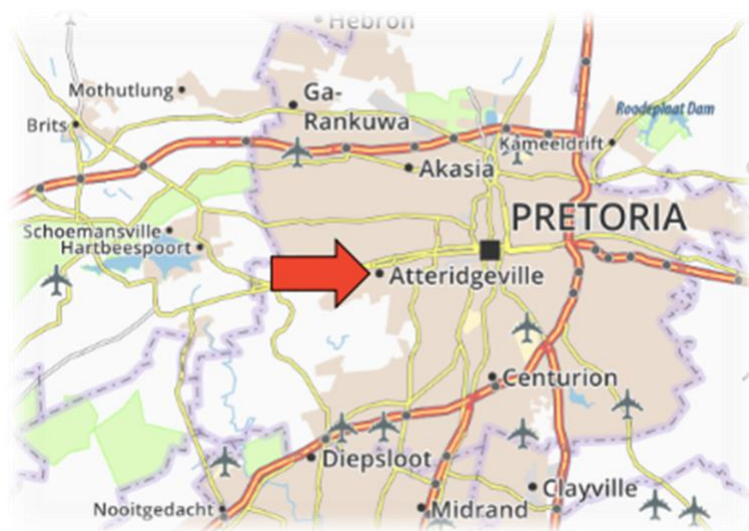 Hebron
Mothutlung
Ga-
Rankuwa
Roodeplaat Dam
Brits
Kameeldrift
Akasia
PRETORIA
Schoemansville
Hartbeespoort
Atteridgeville
Centurion
Diepsloot
Clayville
Nooitgedacht
Midrand